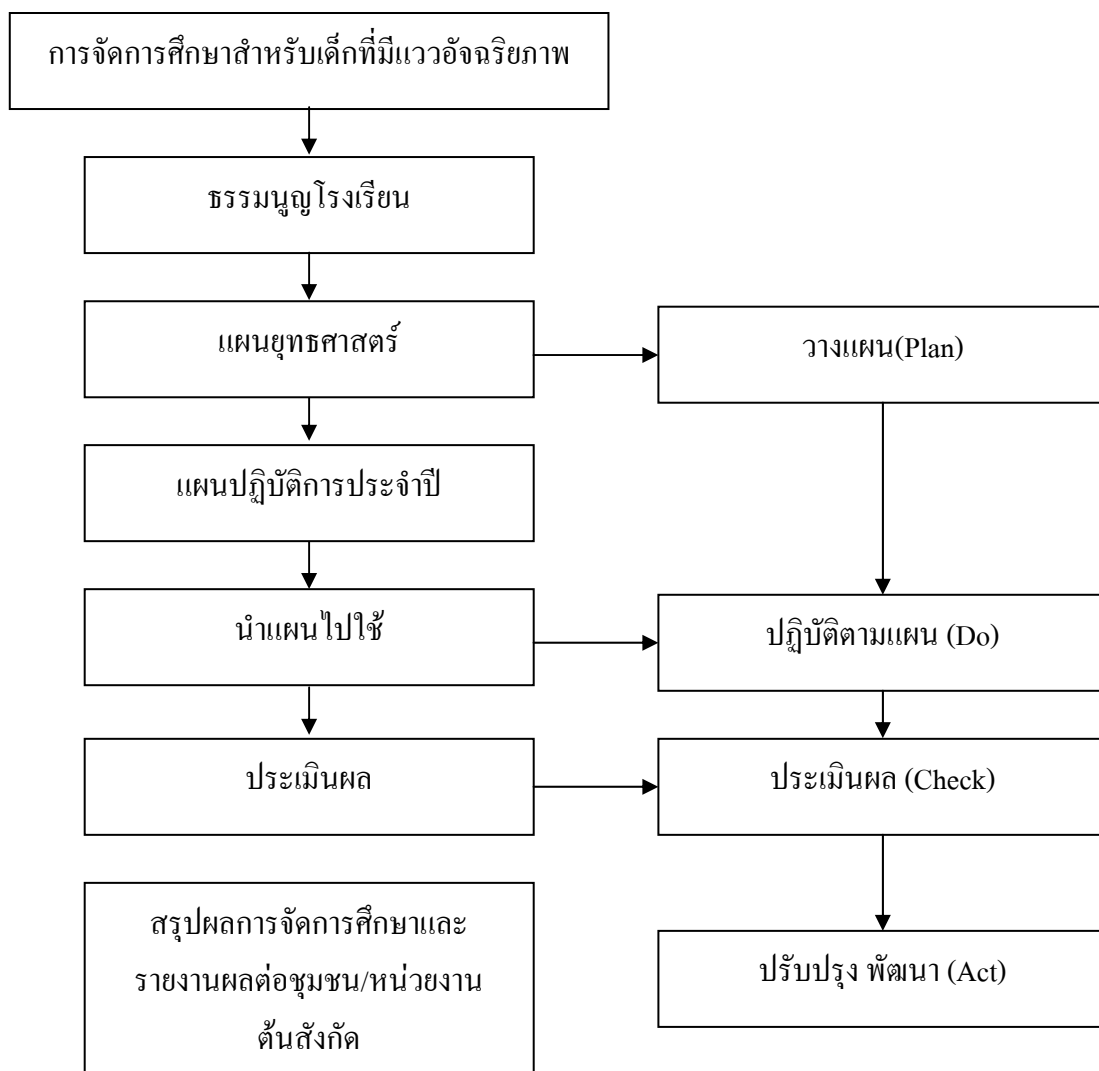 การจัดการศึกษาสำหรับเด็กที่มีแววอัจฉริยภาพ
ธรรมนูญโรงเรียน
แผนยุทธศาสตร์
วางแผน(Plan)
แผนปฏิบัติการประจำปี
นำแผนไปใช้
ปฏิบัติตามแผน (Do)
ประเมินผล
ประเมินผล (Check)
สรุปผลการจัดการศึกษาและ
รายงานผลต่อชุมชน/หน่วยงาน
ต้นสังกัด
ปรับปรุง พัฒนา (Act)